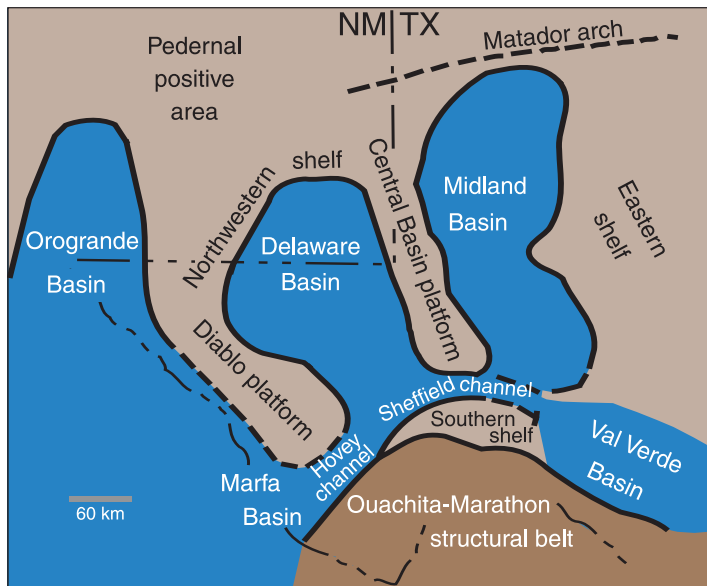 NM TX
Pedernal
positive
area
Matador arch
Northwestern
shelf
Central Basin platform
Midland
Basin
Eastern
shelf
Orogrande
Basin
Delaware
Basin
Diablo platform
Sheffield channel
Southern
shelf
Hovey
channel
Val Verde
Basin
Marfa
Basin
Ouachita-Marathon
structural belt
60 km